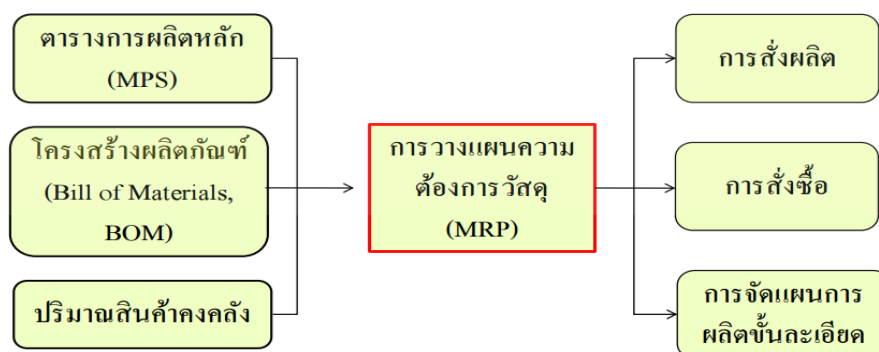 ตารางการผลิตหลัก
(MPS)
โครงสร้างผลิตภัณฑ์
(Bill of Materials,
BOM)
ปริมาณสินค้าคงคลัง
การวางแผนความ
ต้องการวัสดุ
(MRP)
การสั่งผลิต
การสั่งซื้อ
การจัดแผนการ
ผลิตขั้นละเอียด